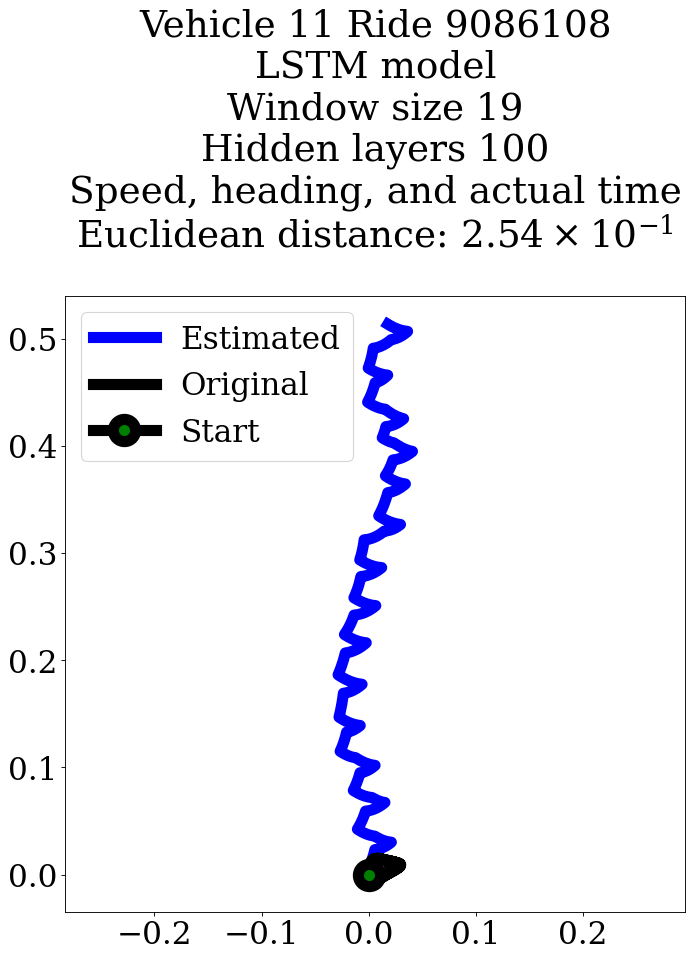 Vehicle 11 Ride 9086108
LSTM model
Window size 19
Hidden layers 100
Speed, heading, and actual time
Euclidean distance: 2.54 × 10⁻¹
Estimated
Original
Start
0.5
0.4
0.3
0.2
0.1
0.0
−0.2
−0.1
0.0
0.1
0.2